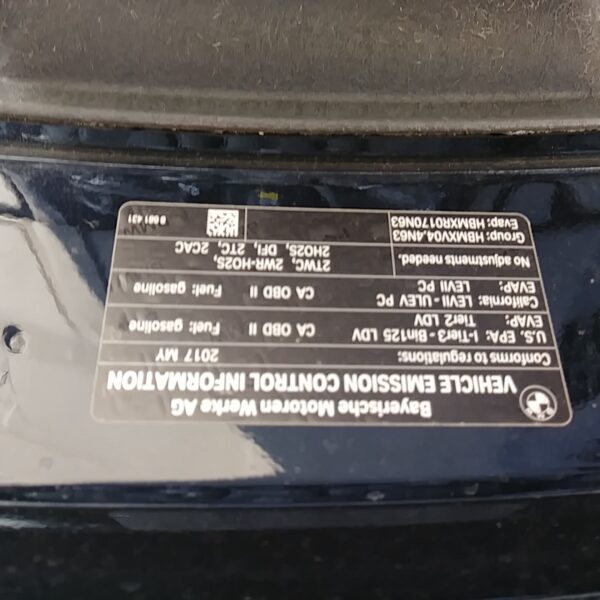 Bayerische Motoren Werke AG
VEHICLE EMISSION CONTROL INFORMATION
Conforms to regulations: 2017 MY
U.S. EPA: I-Tier3 - Bin125 LDV CA OBD II Fuel: gasoline
EVAP: Tier2 LDV
California: LEVII - ULEV PC CA OBD II Fuel: gasoline
EVAP: LEVII PC
No adjustments needed. 2TWC, 2WR-HO2S,
2HO2S, DFI, 2TC, 2CAC
Group: HBMXV04.4N63
Evap: HBMXR0170N63